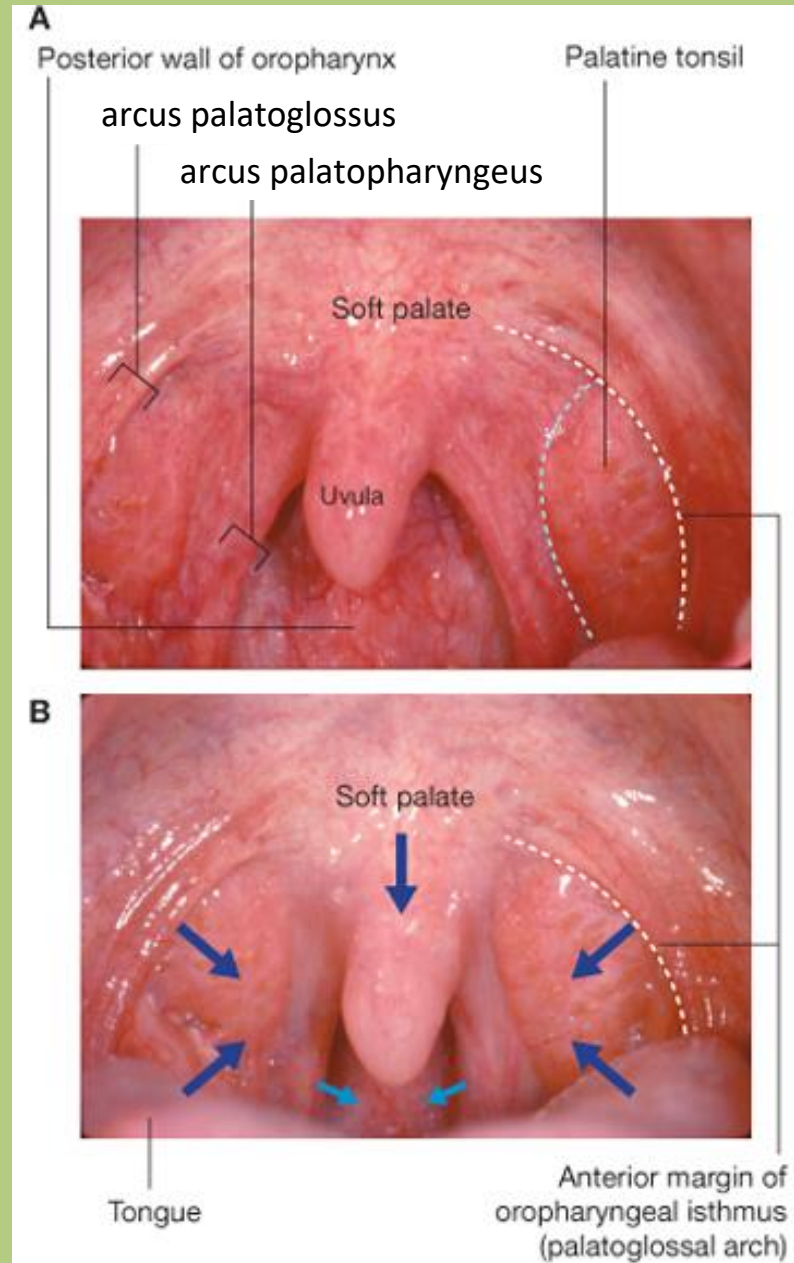 A
Posterior wall of oropharynx
Palatine tonsil
arcus palatoglossus
arcus palatopharyngeus
Soft palate
Uvula
B
Soft palate
Tongue
Anterior margin of
oropharyngeal isthmus
(palatoglossal arch)